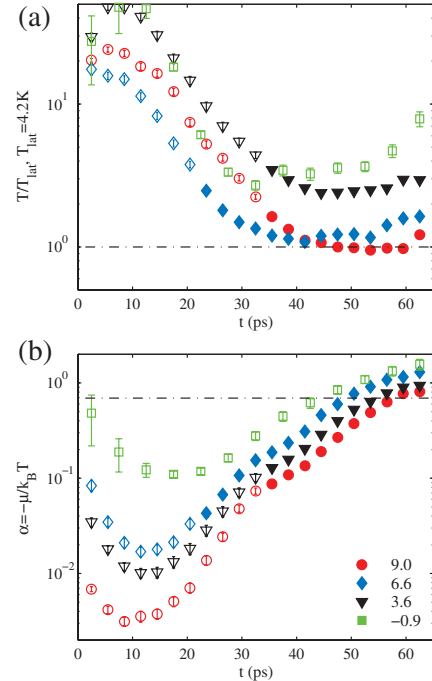 (a)
T/T_lat, T_lat=4.2K
10^1
10^0
0 10 20 30 40 50 60
t (ps)
(b)
α=−μ/k_BT
10^0
10^−1
10^−2
0 10 20 30 40 50 60
t (ps)
9.0
6.6
3.6
−0.9